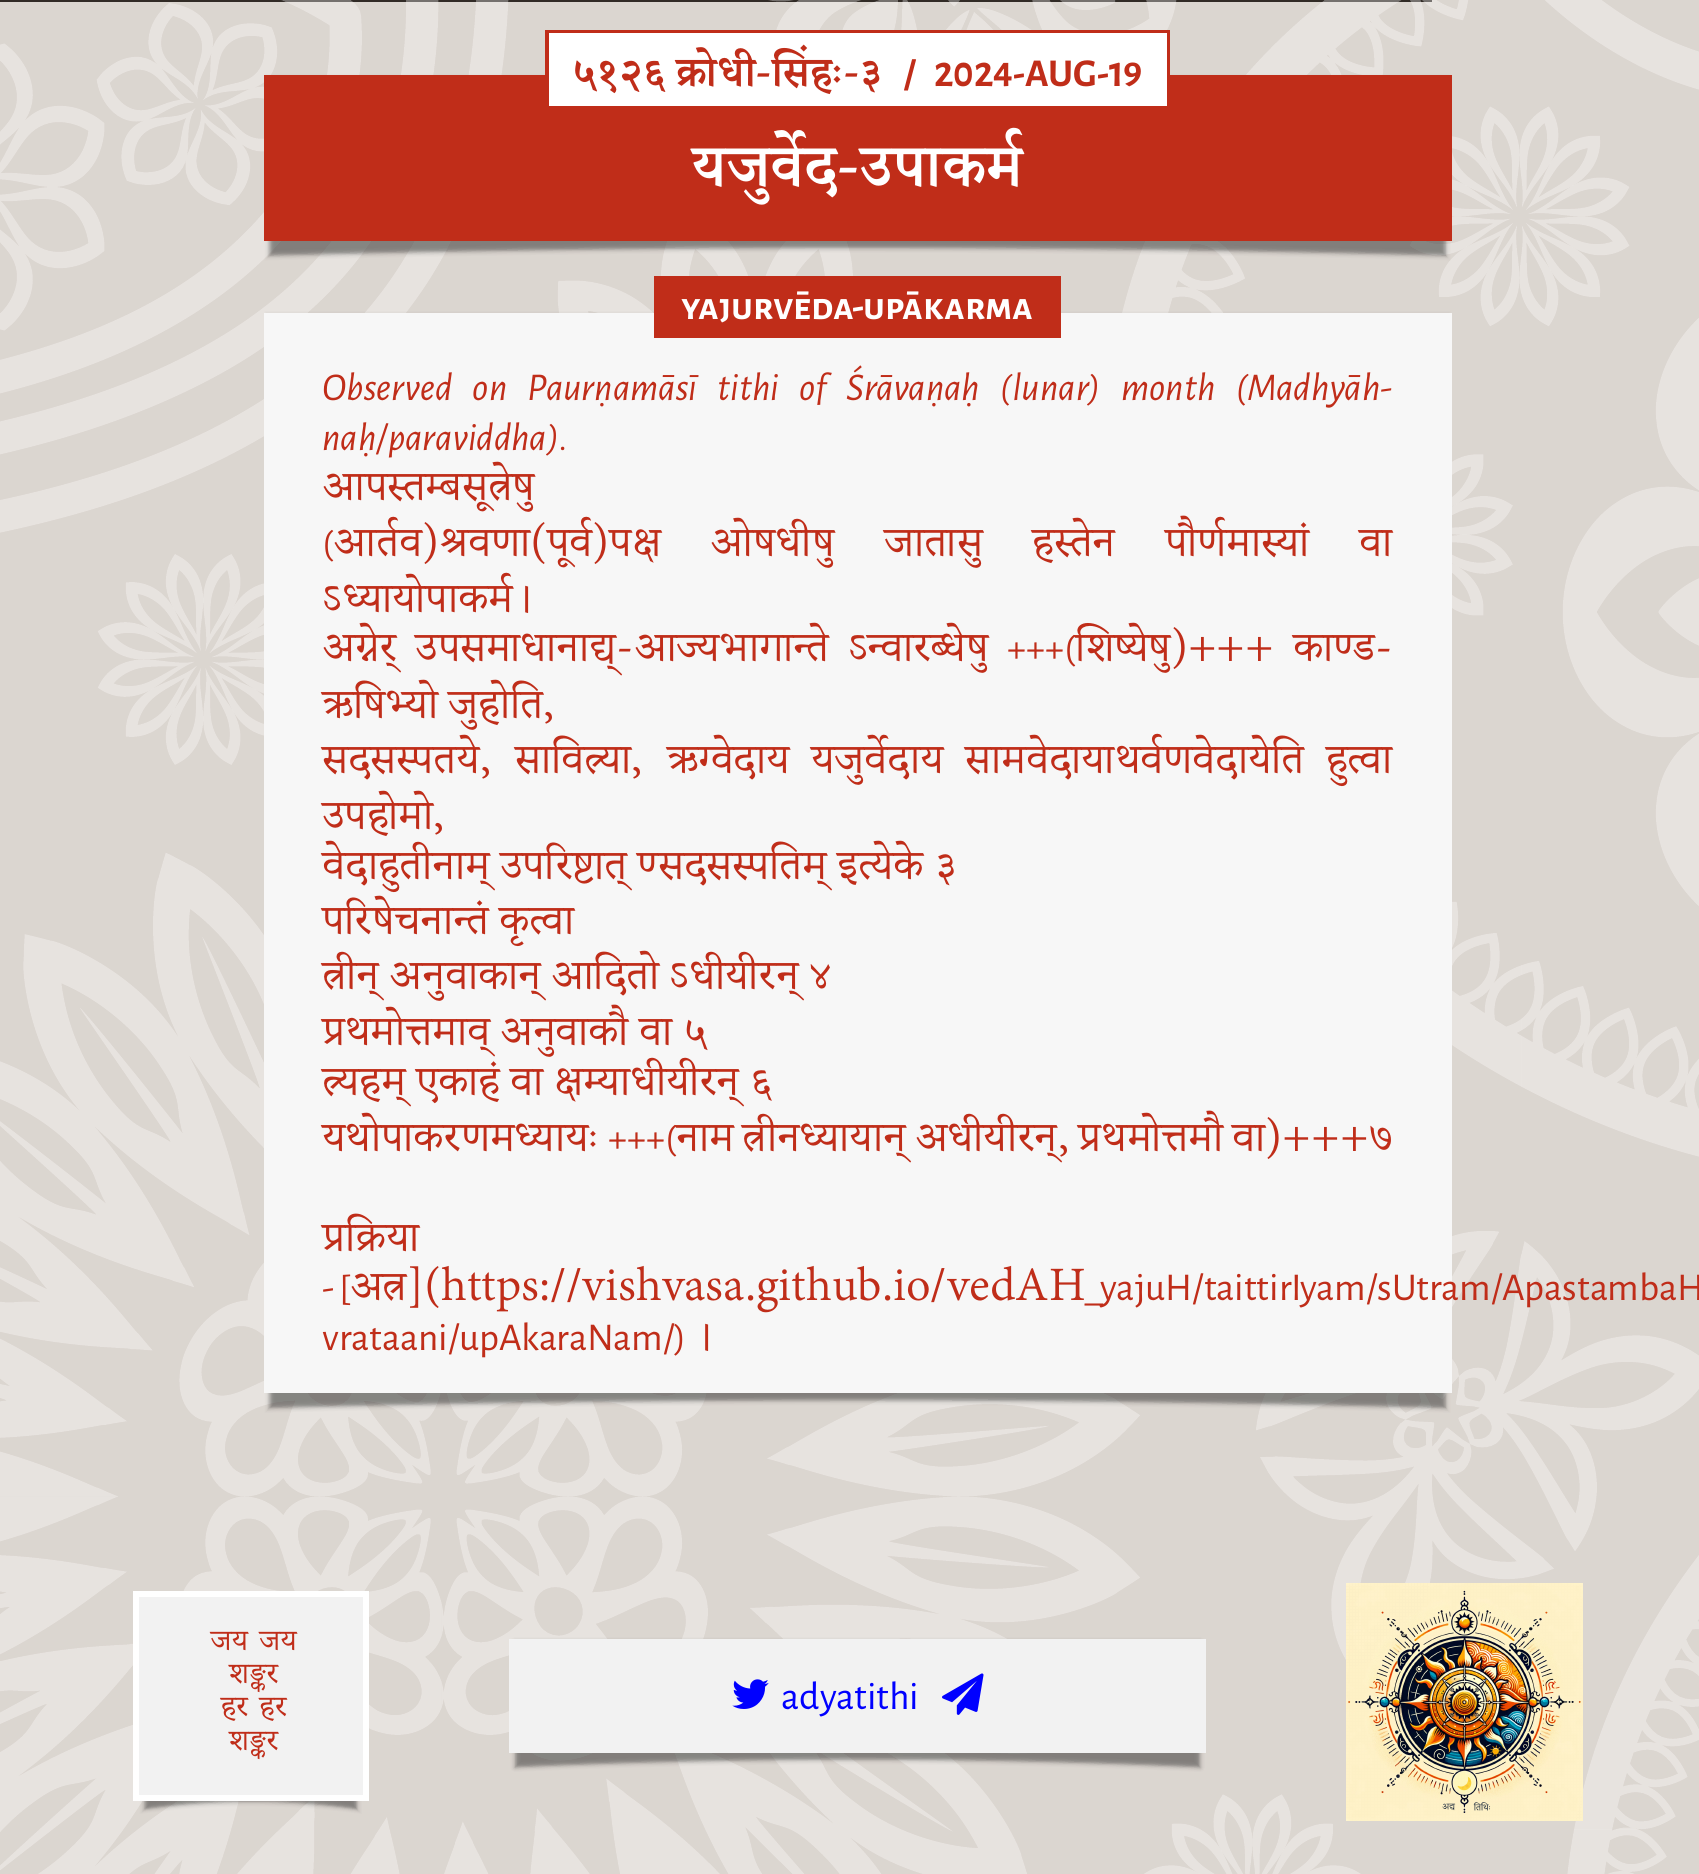 ५१२६ क्रोधी-सिंहः-३ / 2024-AUG-19
यजुर्वेद-उपाकर्म
YAJURVĒDA-UPĀKARMA
Observed on Paurṇamāsī tithi of Śrāvaṇaḥ (lunar) month (Madhyāh-
naḥ/paraviddha).
आपस्तम्बसूत्रेषु
(आर्तव)श्रवणा(पूर्व)पक्ष ओषधीषु जातासु हस्तेन पौर्णमास्यां वा
ऽध्यायोपाकर्म।
अग्नेर् उपसमाधानाद्य्-आज्यभागान्ते ऽन्वारब्धेषु +++(शिष्येषु)+++ काण्ड-
ऋषिभ्यो जुहोति,
सदसस्पतये, सावित्र्या, ऋग्वेदाय यजुर्वेदाय सामवेदायाथर्वणवेदायेति हुत्वा
उपहोमो,
वेदाहुतीनाम् उपरिष्टात् ण्सदसस्पतिम् इत्येके ३
परिषेचनान्तं कृत्वा
त्रीन् अनुवाकान् आदितो ऽधीयीरन् ४
प्रथमोत्तमाव् अनुवाकौ वा ५
त्र्यहम् एकाहं वा क्षम्याधीयीरन् ६
यथोपाकरणमध्यायः +++(नाम त्रीनध्यायान् अधीयीरन्, प्रथमोत्तमौ वा)+++७
प्रक्रिया
- [अत्र](https://vishvasa.github.io/vedAH_yajuH/taittirIyam/sUtram/ApastambaH
vrataani/upAkaraNam/) ।
जय जय
शङ्कर
हर हर
शङ्कर
adyatithi
अद्य तिथिः